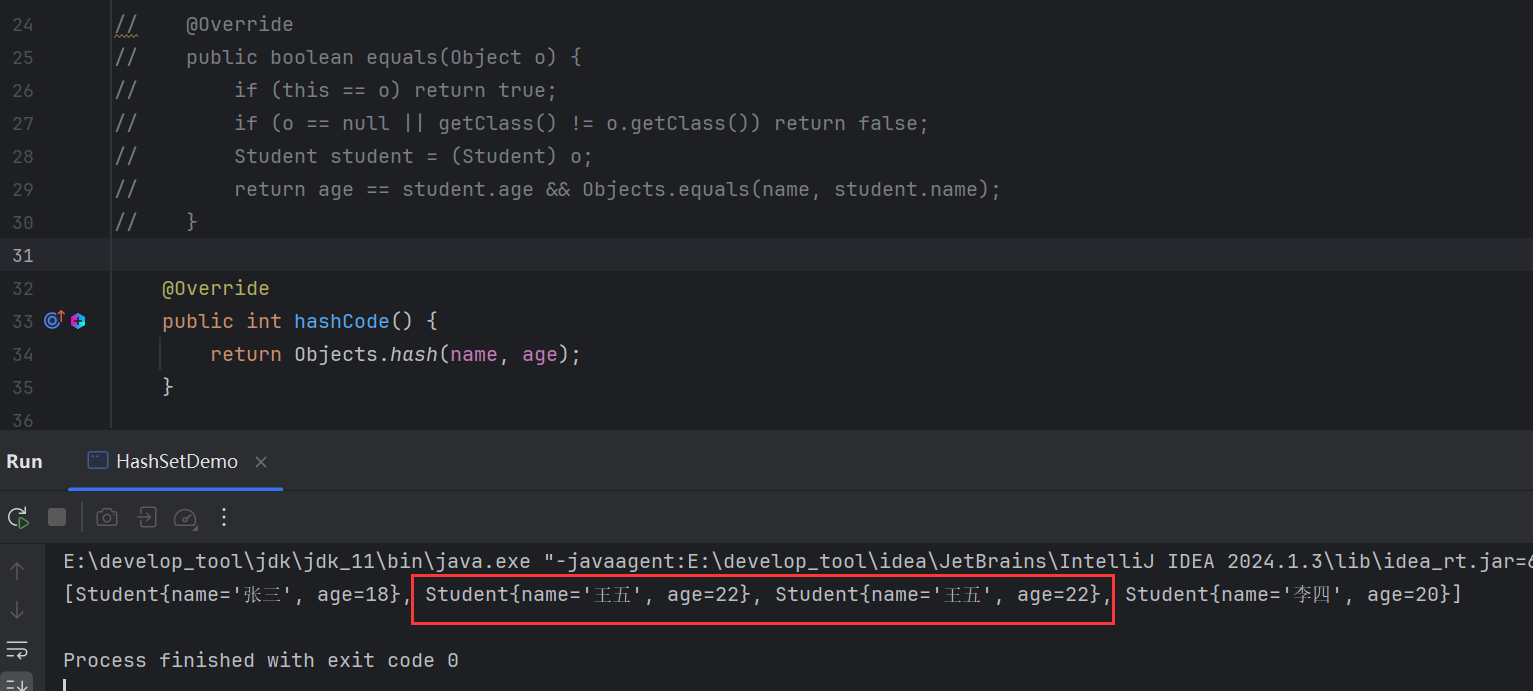 24 //    @Override
25 //    public boolean equals(Object o) {
26 //        if (this == o) return true;
27 //        if (o == null || getClass() != o.getClass()) return false;
28 //        Student student = (Student) o;
29 //        return age == student.age && Objects.equals(name, student.name);
30 //    }
31
32     @Override
33     public int hashCode() {
34         return Objects.hash(name, age);
35     }
36
Run HashSetDemo
E:\develop_tool\jdk\jdk_11\bin\java.exe "-javaagent:E:\develop_tool\idea\JetBrains\IntelliJ IDEA 2024.1.3\lib\idea_rt.jar=6
[Student{name='张三', age=18}, Student{name='王五', age=22}, Student{name='王五', age=22}, Student{name='李四', age=20}]
Process finished with exit code 0